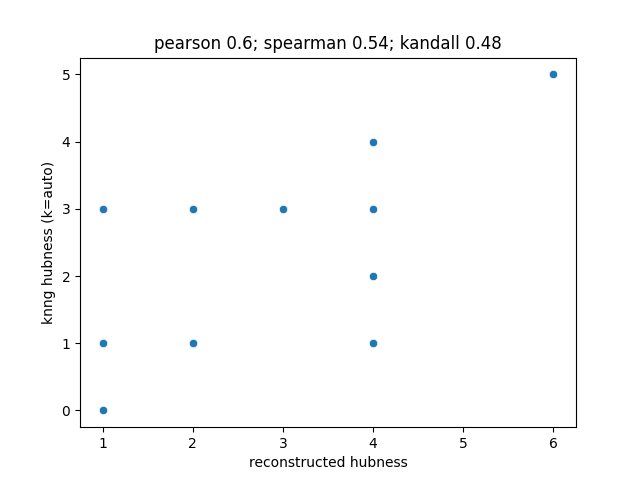 pearson 0.6; spearman 0.54; kandall 0.48
5
4
3
2
1
0
knng hubness (k=auto)
1 2 3 4 5 6
reconstructed hubness